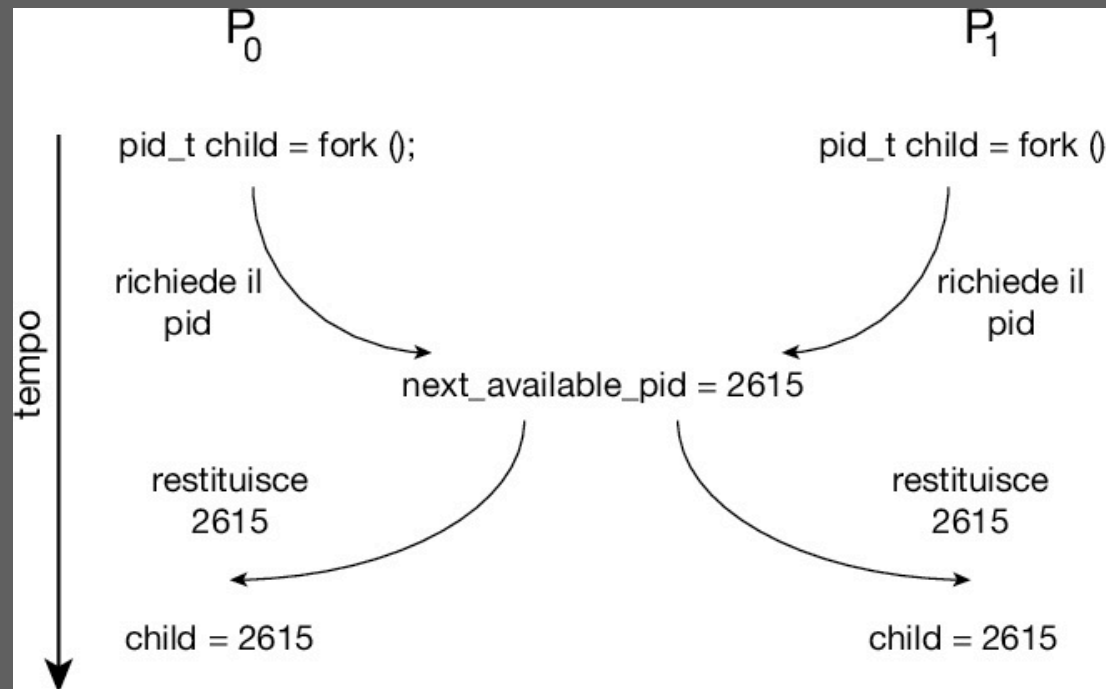 P0
P1
pid_t child = fork ();
pid_t child = fork ()
richiede il
pid
richiede il
pid
tempo
next_available_pid = 2615
restituisce
2615
restituisce
2615
child = 2615
child = 2615